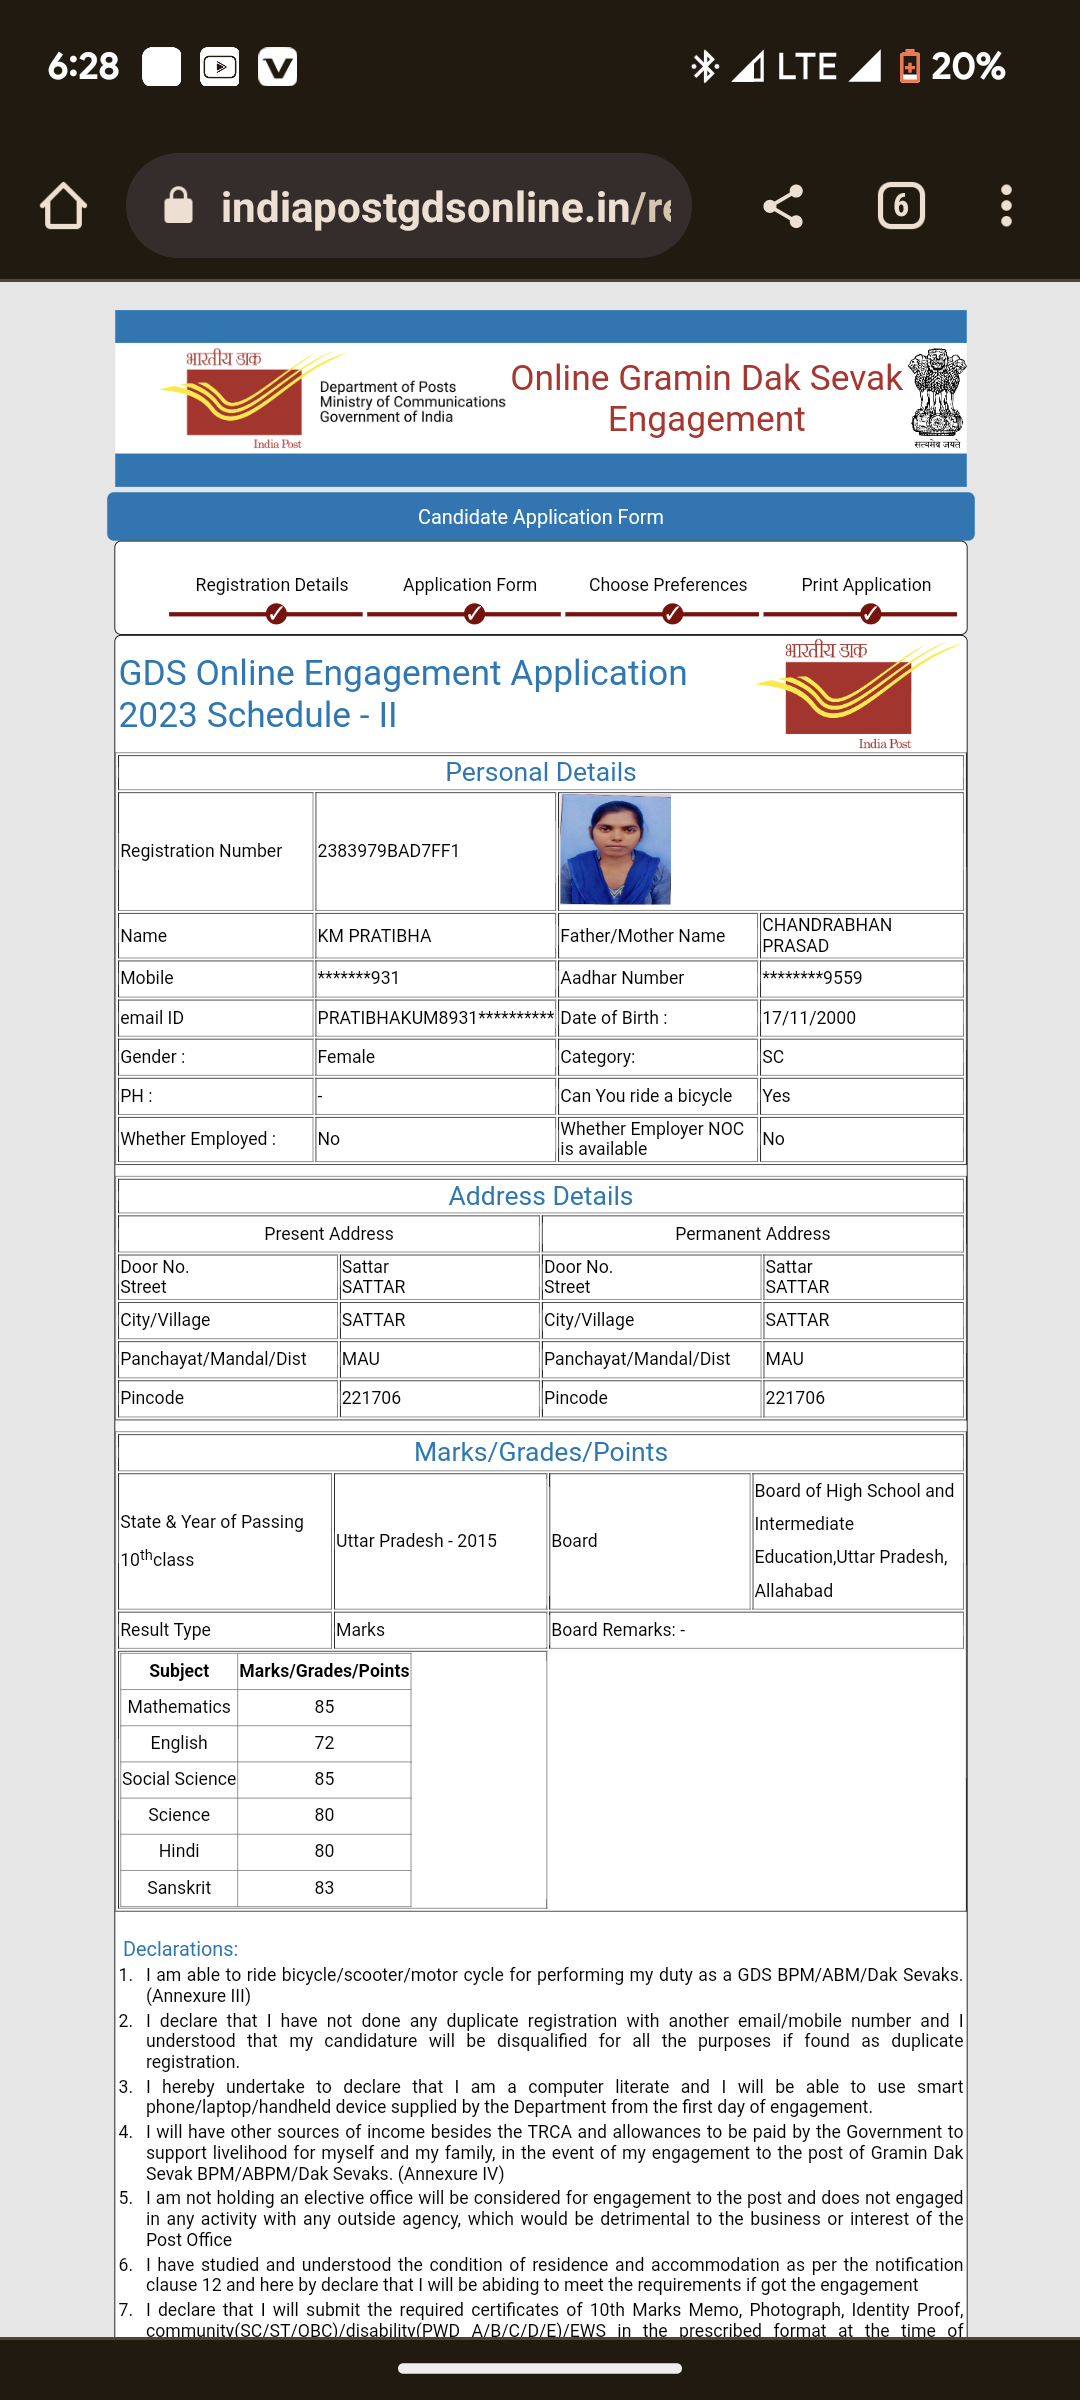 6:28
LTE 20%
indiapostgdsonline.in/re
6
भारतीय डाक
India Post
Department of Posts
Ministry of Communications
Government of India
Online Gramin Dak Sevak
Engagement
सत्यमेव जयते
Candidate Application Form
Registration Details Application Form Choose Preferences Print Application
GDS Online Engagement Application
2023 Schedule - II
भारतीय डाक
India Post
Personal Details
Registration Number 2383979BAD7FF1
Name KM PRATIBHA Father/Mother Name CHANDRABHAN
PRASAD
Mobile *******931 Aadhar Number ********9559
email ID PRATIBHAKUM8931********** Date of Birth : 17/11/2000
Gender : Female Category: SC
PH : - Can You ride a bicycle Yes
Whether Employed : No Whether Employer NOC
is available No
Address Details
Present Address Permanent Address
Door No. Sattar Door No. Sattar
Street SATTAR Street SATTAR
City/Village SATTAR City/Village SATTAR
Panchayat/Mandal/Dist MAU Panchayat/Mandal/Dist MAU
Pincode 221706 Pincode 221706
Marks/Grades/Points
State & Year of Passing
10thclass
Uttar Pradesh - 2015
Board
Board of High School and
Intermediate
Education,Uttar Pradesh,
Allahabad
Result Type Marks Board Remarks: -
Subject Marks/Grades/Points
Mathematics 85
English 72
Social Science 85
Science 80
Hindi 80
Sanskrit 83
Declarations:
1. I am able to ride bicycle/scooter/motor cycle for performing my duty as a GDS BPM/ABM/Dak Sevaks.
(Annexure III)
2. I declare that I have not done any duplicate registration with another email/mobile number and I
understood that my candidature will be disqualified for all the purposes if found as duplicate
registration.
3. I hereby undertake to declare that I am a computer literate and I will be able to use smart
phone/laptop/handheld device supplied by the Department from the first day of engagement.
4. I will have other sources of income besides the TRCA and allowances to be paid by the Government to
support livelihood for myself and my family, in the event of my engagement to the post of Gramin Dak
Sevak BPM/ABPM/Dak Sevaks. (Annexure IV)
5. I am not holding an elective office will be considered for engagement to the post and does not engaged
in any activity with any outside agency, which would be detrimental to the business or interest of the
Post Office
6. I have studied and understood the condition of residence and accommodation as per the notification
clause 12 and here by declare that I will be abiding to meet the requirements if got the engagement
7. I declare that I will submit the required certificates of 10th Marks Memo, Photograph, Identity Proof,
community(SC/ST/OBC)/disability(PWD A/B/C/D/E)/EWS in the prescribed format at the time of